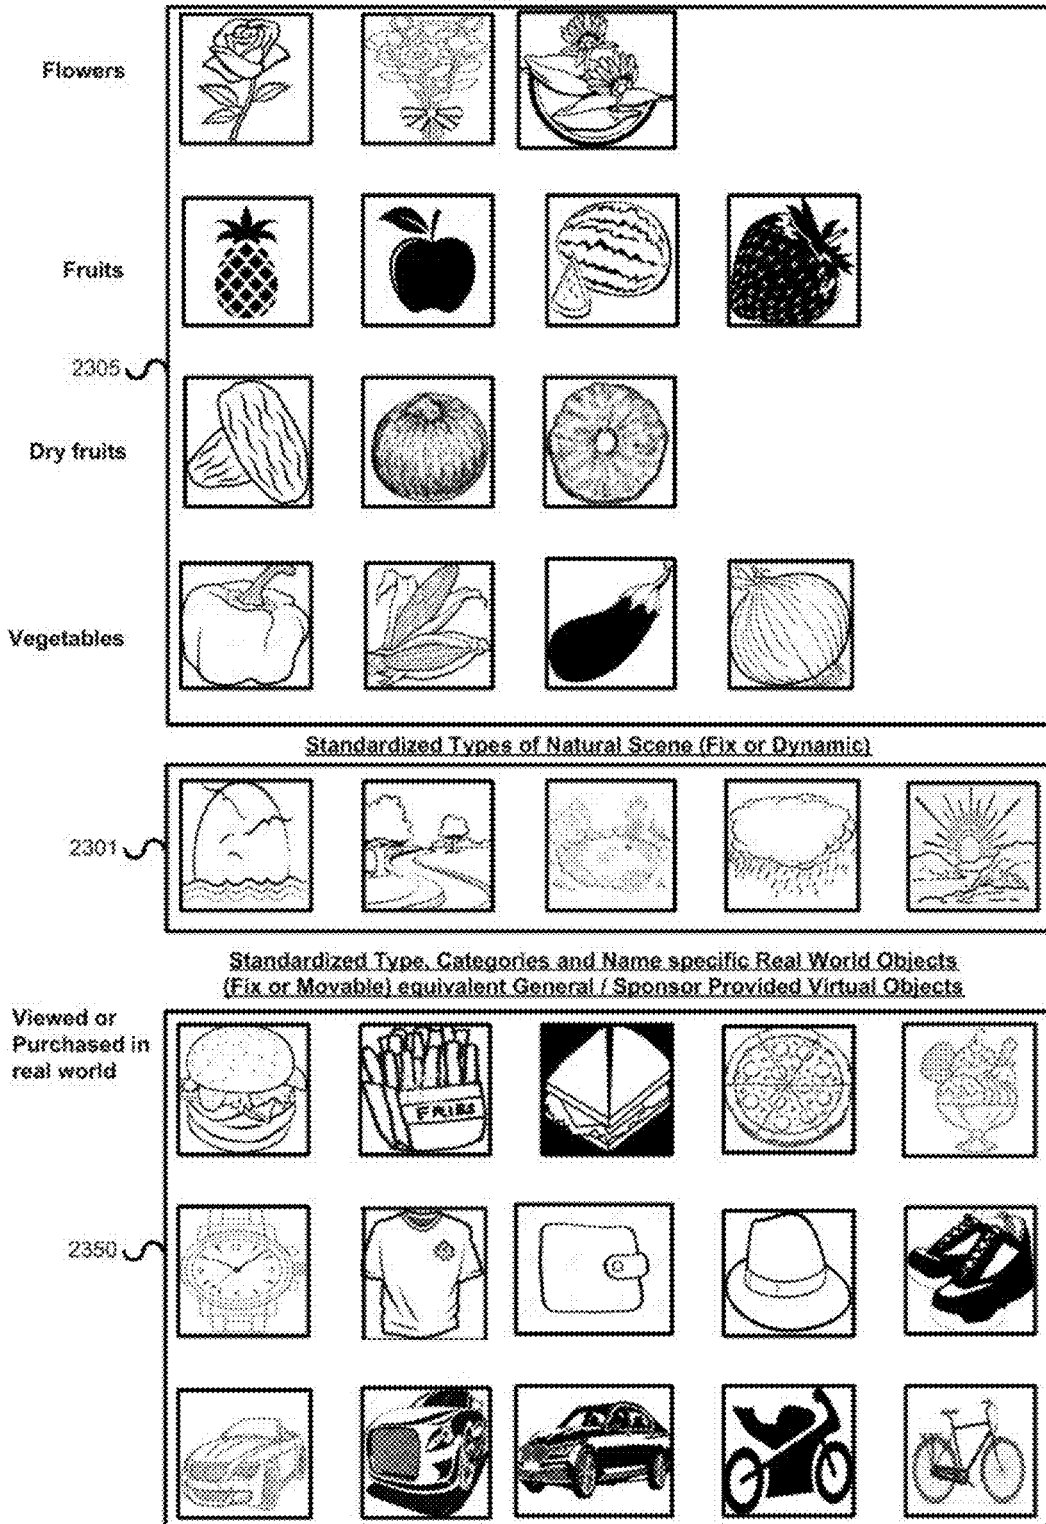 Flowers
Fruits
2305
Dry fruits
Vegetables
Standardized Types of Natural Scene (Fix or Dynamic)
2301
Standardized Type, Categories and Name specific Real World Objects
(Fix or Movable) equivalent General / Sponsor Provided Virtual Objects
Viewed or
Purchased in
real world
FRIES
2350